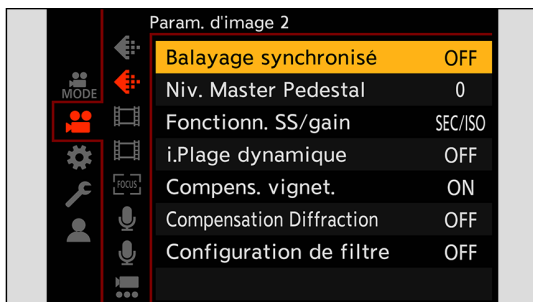 Param. d'image 2
MODE
FOCUS
Balayage synchronisé OFF
Niv. Master Pedestal 0
Fonctionn. SS/gain SEC/ISO
i.Plage dynamique OFF
Compens. vignet. ON
Compensation Diffraction OFF
Configuration de filtre OFF